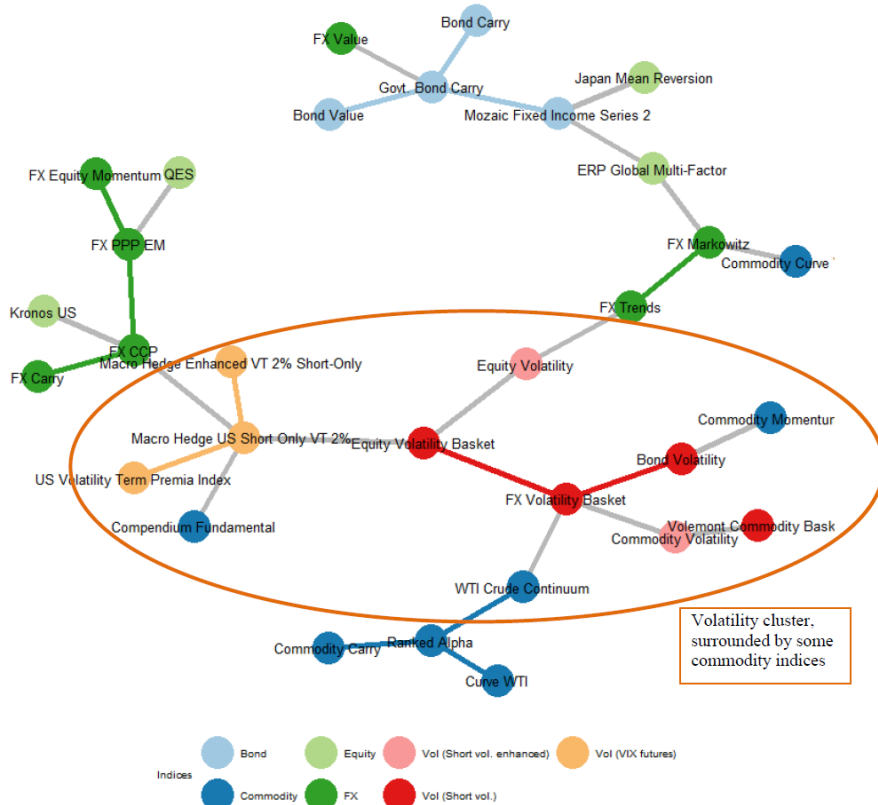 Bond Carry
FX Value
Govt. Bond Carry
Japan Mean Reversion
Bond Value
Mozaic Fixed Income Series 2
FX Equity Momentum
QES
ERP Global Multi-Factor
FX PPP EM
FX Markowitz
Commodity Curve
Kronos US
FX Trends
FX CCP
Macro Hedge Enhanced VT 2% Short-Only
Equity Volatility
FX Carry
Commodity Momentur
Macro Hedge US Short Only VT 2%
Equity Volatility Basket
Bond Volatility
US Volatility Term Premia Index
FX Volatility Basket
Compendium Fundamental
Volemont Commodity Bask
Commodity Volatility
WTI Crude Continuum
Volatility cluster,
surrounded by some
commodity indices
Commodity Carry
Ranked Alpha
Curve WTI
Indices
Bond
Equity
Vol (Short vol. enhanced)
Vol (VIX futures)
Commodity
FX
Vol (Short vol.)